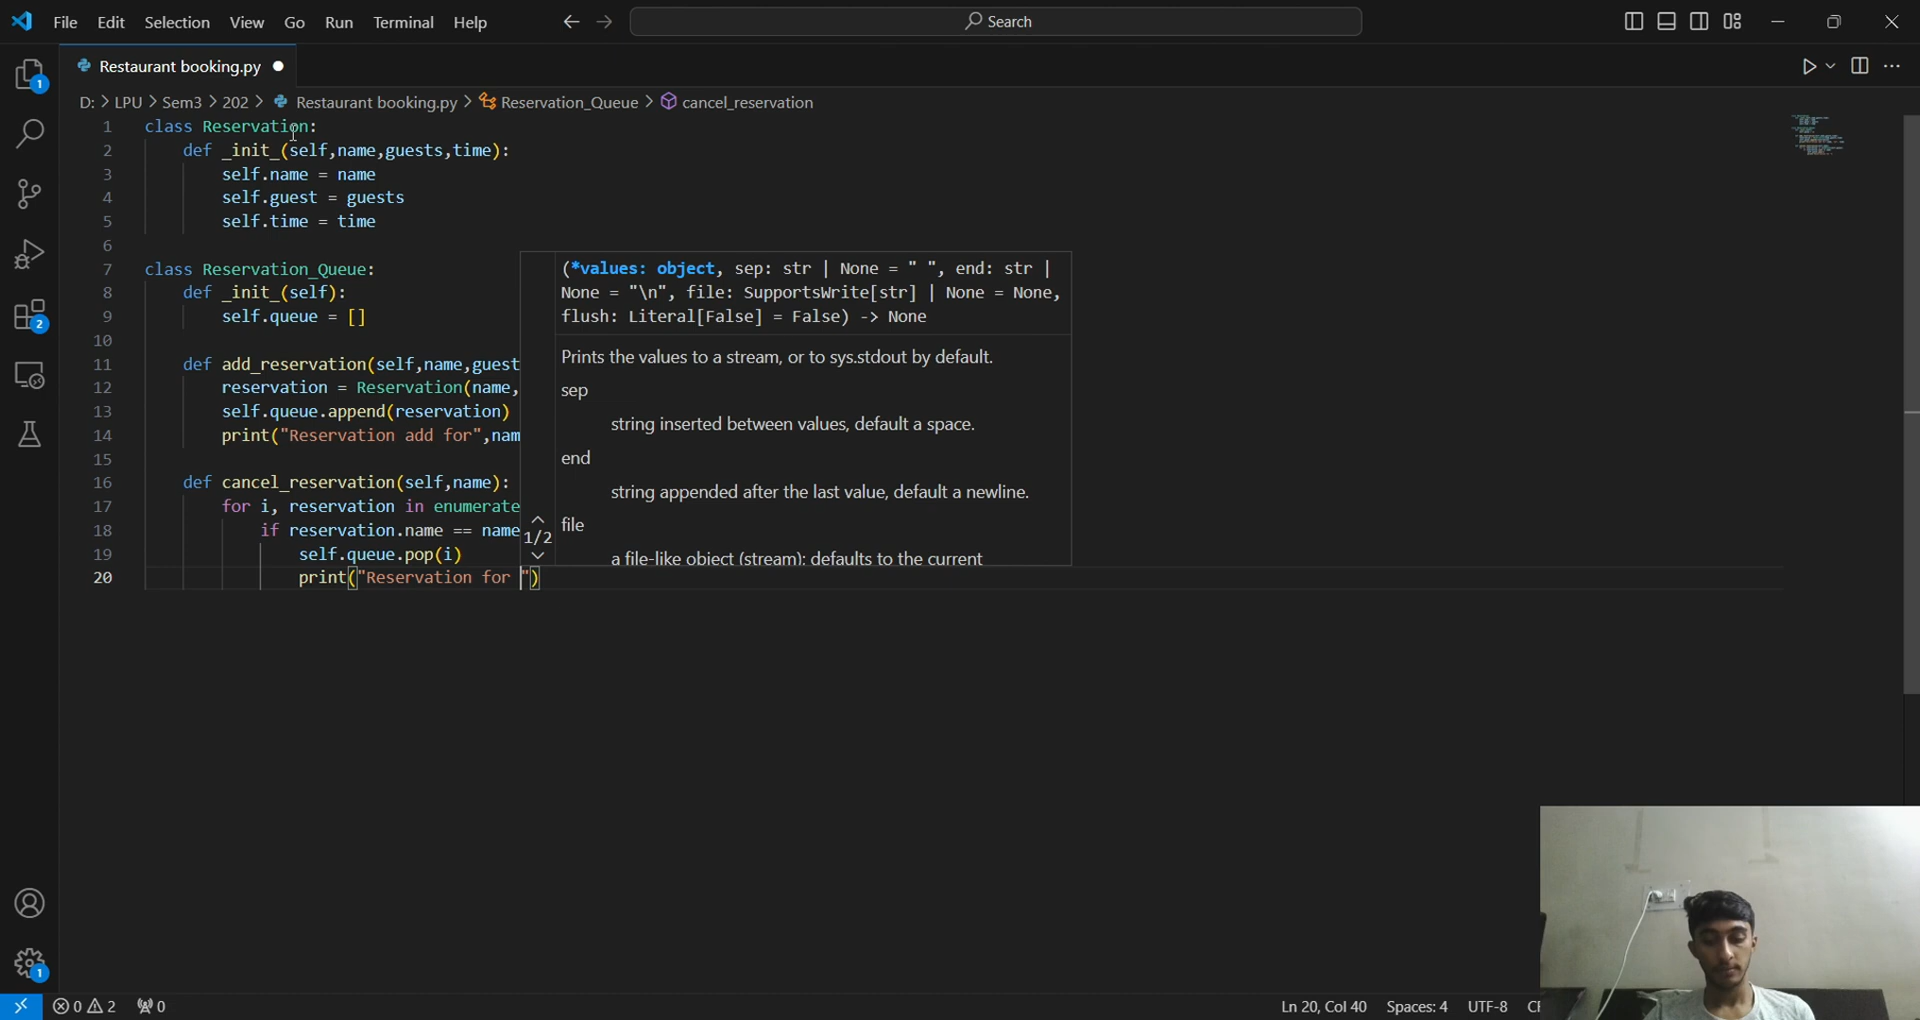 File Edit Selection View Go Run Terminal Help
Search
Restaurant booking.py
D: > LPU > Sem3 > 202 > Restaurant booking.py > Reservation_Queue > cancel_reservation
1 class Reservation:
2 def _init_(self,name,guests,time):
3 self.name = name
4 self.guest = guests
5 self.time = time
6
7 class Reservation_Queue:
8 def _init_(self):
9 self.queue = []
10
11 def add_reservation(self,name,guest
12 reservation = Reservation(name,
13 self.queue.append(reservation)
14 print("Reservation add for",nam
15
16 def cancel_reservation(self,name):
17 for i, reservation in enumerate
18 if reservation.name == name
19 self.queue.pop(i)
20 print("Reservation for ")
(*values: object, sep: str | None = " ", end: str |
None = "\n", file: SupportsWrite[str] | None = None,
flush: Literal[False] = False) -> None
Prints the values to a stream, or to sys.stdout by default.
sep
string inserted between values, default a space.
end
string appended after the last value, default a newline.
file
a file-like object (stream); defaults to the current
1/2
1
2
1
0 2 0
Ln 20, Col 40 Spaces: 4 UTF-8